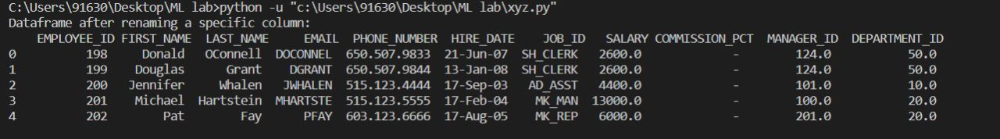 C:\Users\91630\Desktop\ML lab>python -u "c:\Users\91630\Desktop\ML lab\xyz.py"
Dataframe after renaming a specific column:
   EMPLOYEE_ID FIRST_NAME  LAST_NAME     EMAIL  PHONE_NUMBER  HIRE_DATE    JOB_ID   SALARY COMMISSION_PCT  MANAGER_ID  DEPARTMENT_ID
0          198     Donald   OConnell  DOCONNEL  650.507.9833  21-Jun-07  SH_CLERK   2600.0              -       124.0           50.0
1          199    Douglas      Grant    DGRANT  650.507.9844  13-Jan-08  SH_CLERK   2600.0              -       124.0           50.0
2          200   Jennifer     Whalen   JWHALEN  515.123.4444  17-Sep-03   AD_ASST   4400.0              -       101.0           10.0
3          201    Michael  Hartstein  MHARTSTE  515.123.5555  17-Feb-04    MK_MAN  13000.0              -       100.0           20.0
4          202        Pat        Fay      PFAY  603.123.6666  17-Aug-05    MK_REP   6000.0              -       201.0           20.0